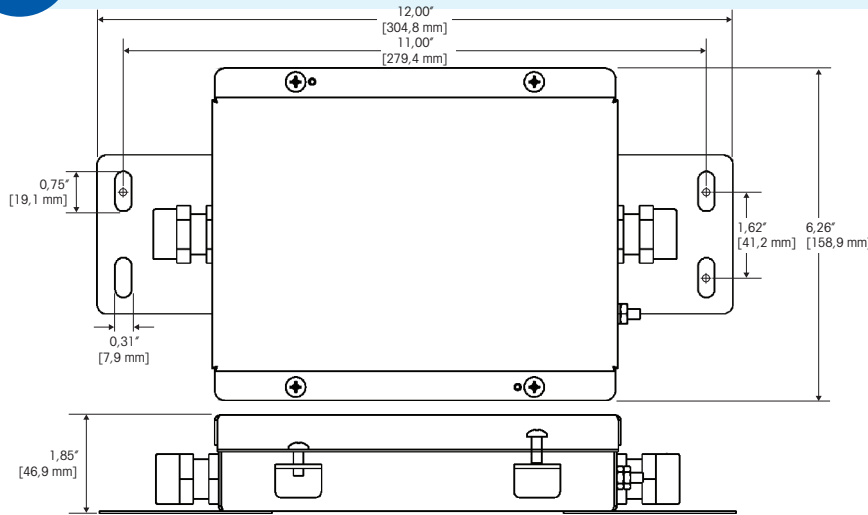 12,00″
[304,8 mm]
11,00″
[279,4 mm]
0,75″
[19,1 mm]
1,62″
[41,2 mm]
6,26″
[158,9 mm]
0,31″
[7,9 mm]
1,85″
[46,9 mm]